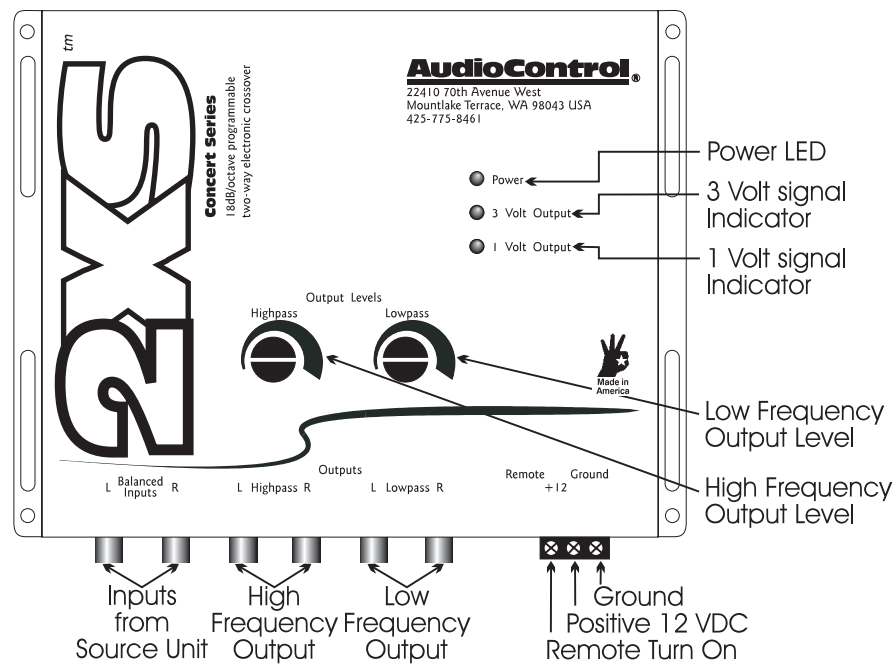 tm
2XS
Concert Series
18dB/octave programmable
two-way electronic crossover
AudioControl®
22410 70th Avenue West
Mountlake Terrace, WA 98043 USA
425-775-8461
Power
3 Volt Output
1 Volt Output
Power LED
3 Volt signal
Indicator
1 Volt signal
Indicator
Output Levels
Highpass
Lowpass
Made in
America
Low Frequency
Output Level
High Frequency
Output Level
Balanced
L Inputs R
Outputs
L Highpass R
L Lowpass R
Remote Ground
+12
Inputs
from
Source Unit
High
Frequency
Output
Low
Frequency
Output
Ground
Positive 12 VDC
Remote Turn On